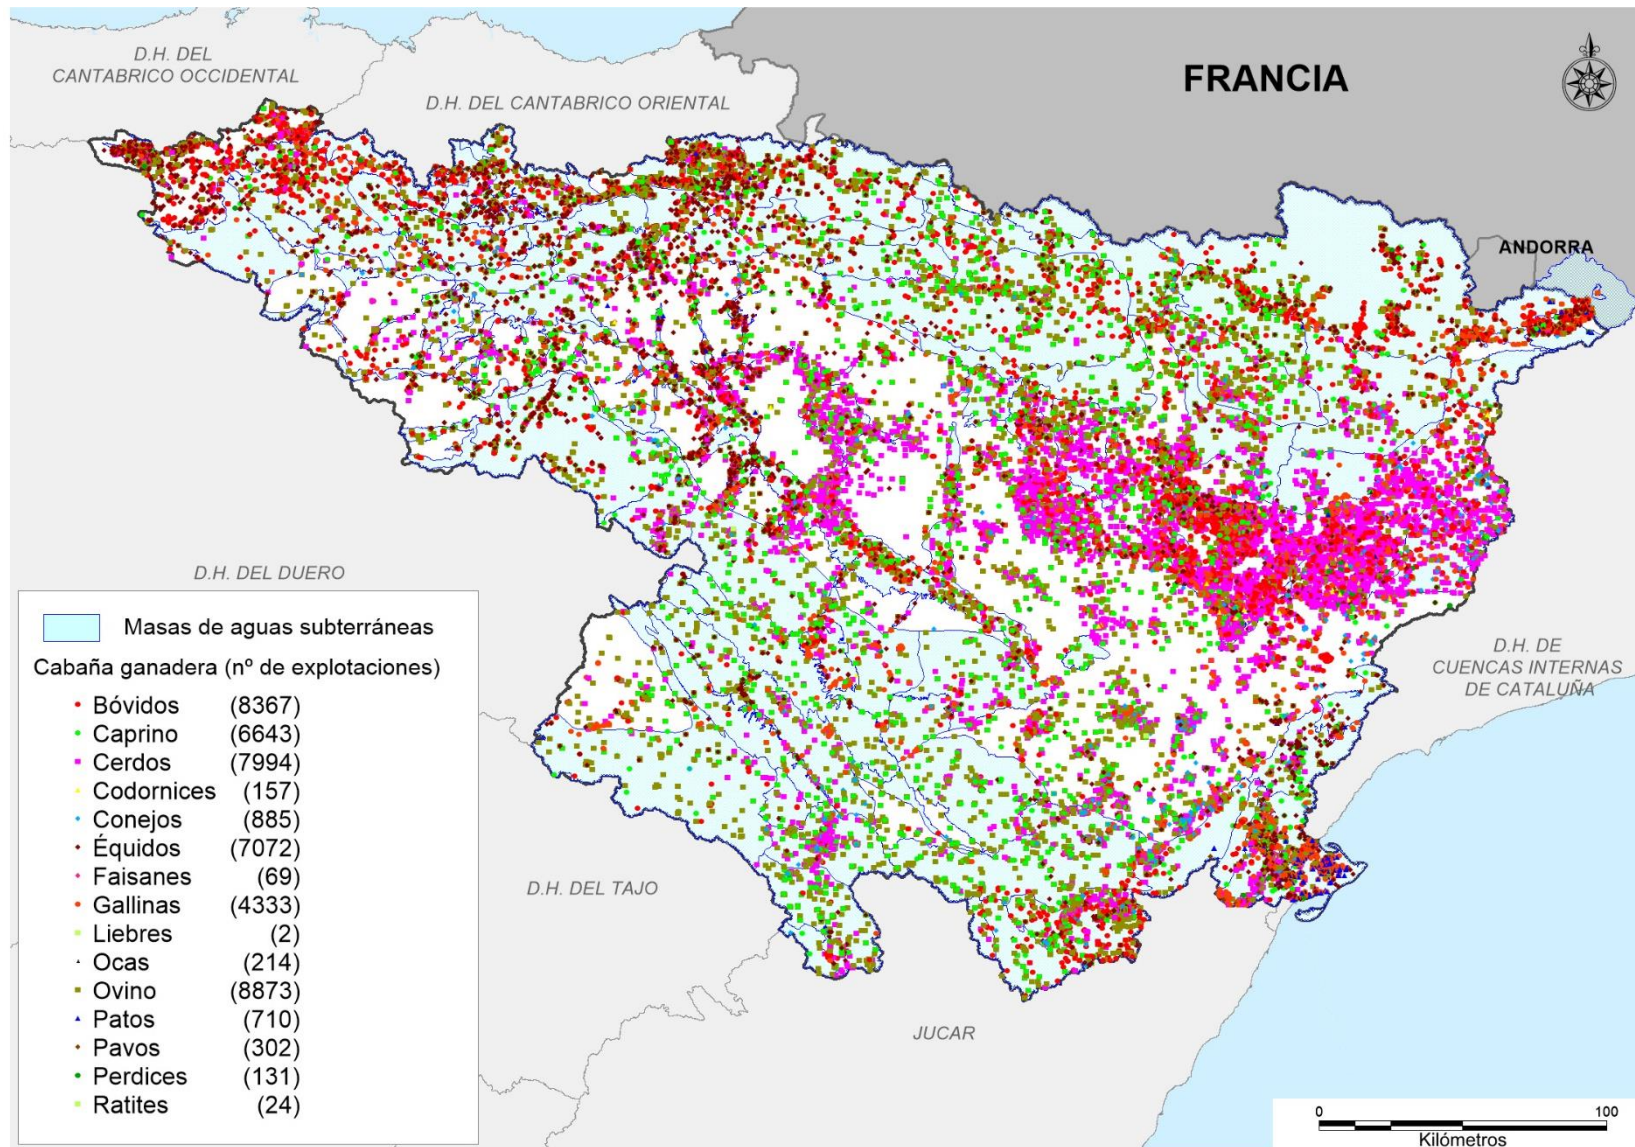 D.H. DEL
CANTABRICO OCCIDENTAL
D.H. DEL CANTABRICO ORIENTAL
FRANCIA
ANDORRA
D.H. DEL DUERO
D.H. DE
CUENCAS INTERNAS
DE CATALUÑA
D.H. DEL TAJO
JUCAR
Masas de aguas subterráneas
Cabaña ganadera (nº de explotaciones)
Bóvidos (8367)
Caprino (6643)
Cerdos (7994)
Codornices (157)
Conejos (885)
Équidos (7072)
Faisanes (69)
Gallinas (4333)
Liebres (2)
Ocas (214)
Ovino (8873)
Patos (710)
Pavos (302)
Perdices (131)
Ratites (24)
0 100
Kilómetros